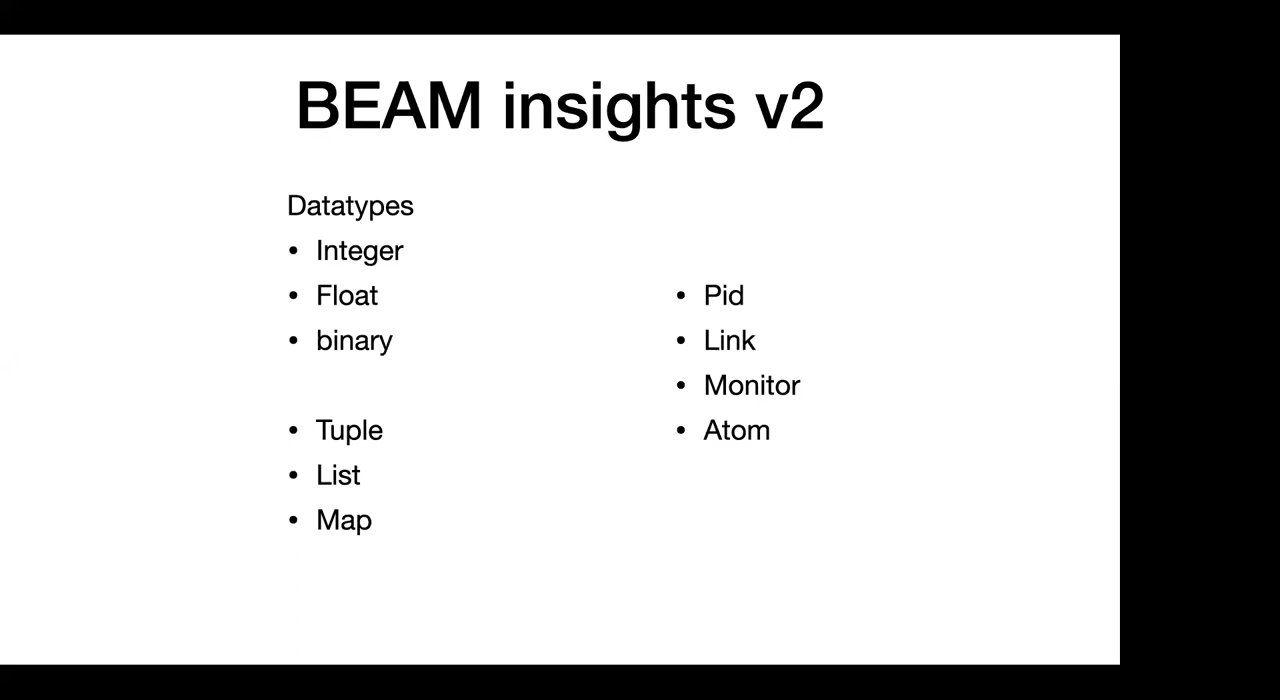 BEAM insights v2
Datatypes
• Integer
• Float
• binary
• Tuple
• List
• Map
• Pid
• Link
• Monitor
• Atom